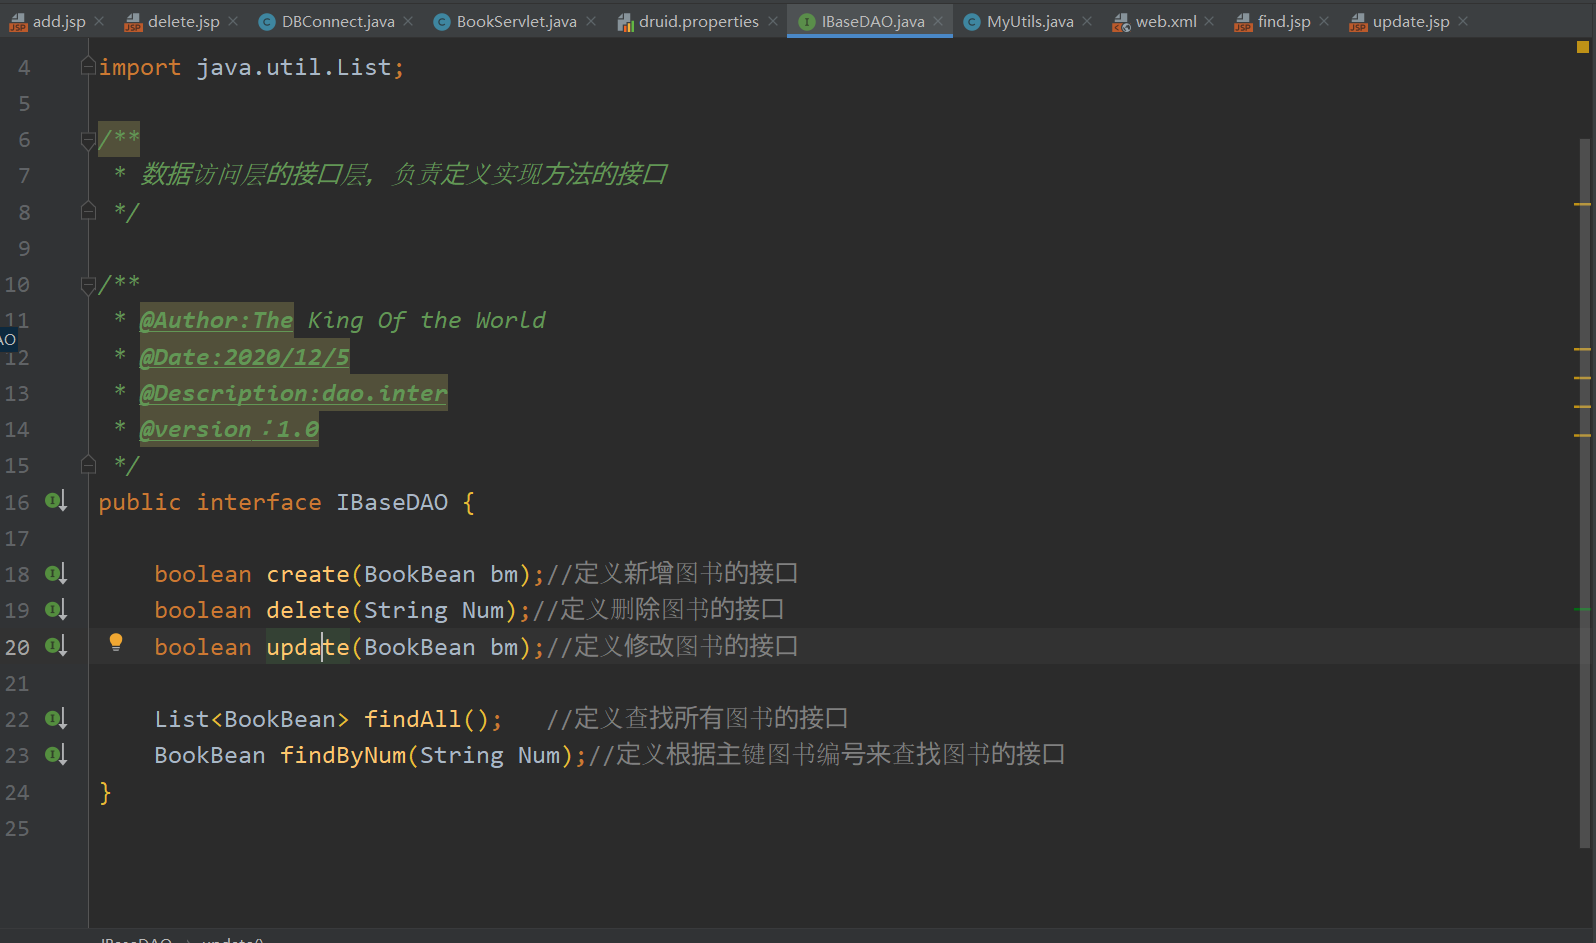 add.jsp delete.jsp DBConnect.java BookServlet.java druid.properties IBaseDAO.java MyUtils.java web.xml find.jsp update.jsp
4 import java.util.List;
5
6 /**
7 * 数据访问层的接口层，负责定义实现方法的接口
8 */
9
10 /**
11 * @Author:The King Of the World
AO
12 * @Date:2020/12/5
13 * @Description:dao.inter
14 * @version：1.0
15 */
16 public interface IBaseDAO {
17
18 boolean create(BookBean bm);//定义新增图书的接口
19 boolean delete(String Num);//定义删除图书的接口
20 boolean update(BookBean bm);//定义修改图书的接口
21
22 List<BookBean> findAll(); //定义查找所有图书的接口
23 BookBean findByNum(String Num);//定义根据主键图书编号来查找图书的接口
24 }
25
IBaseDAO › update()